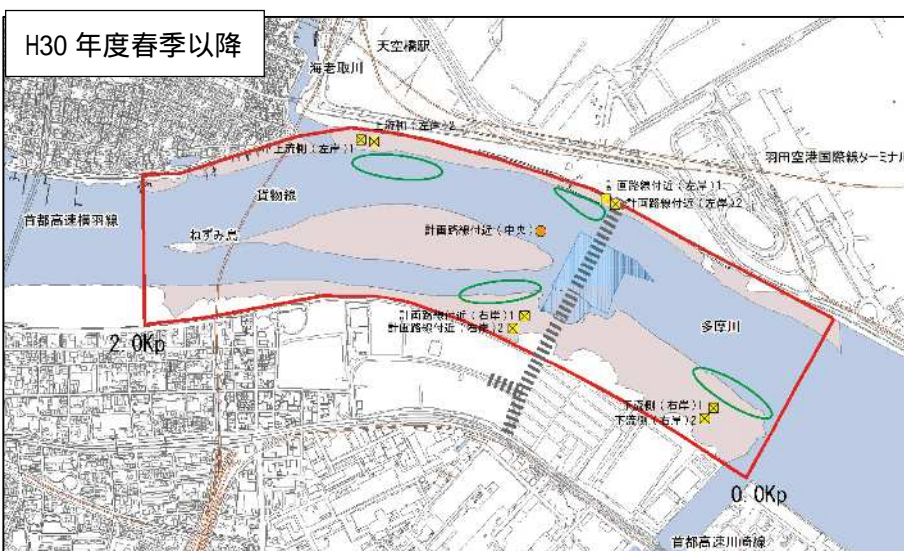 H30 年度春季以降
天空橋駅
海老取川
上流側(左岸)2
上流側(左岸)1
羽田空港国際線ターミナル
画路線付近(左岸)1
計画路線付近(左岸)2
首都高速横羽線
貨物線
ねずみ島
計画路線付近(中央)
計画路線付近(右岸)1
計画路線付近(右岸)2
多摩川
2.0Kp
下流側(右岸)1
下流側(右岸)2
0.0Kp
首都高速川崎線